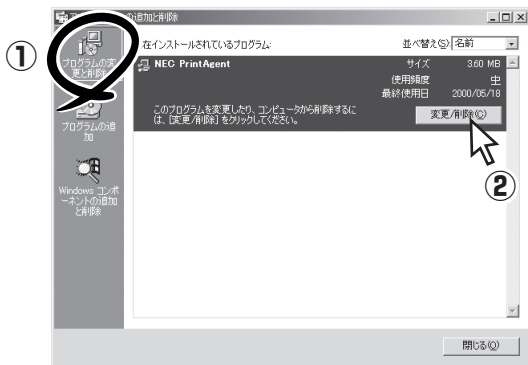 の追加と削除
①
プログラムの変
更と削除
プログラムの追
加
Windows コンポ
ーネントの追加
と削除
在インストールされているプログラム:
並べ替え(S): 名前
NEC PrintAgent
サイズ 3.60 MB
使用頻度 中
最終使用日 2000/05/18
このプログラムを変更したり、コンピュータから削除するに
は、[変更/削除] をクリックしてください。
変更/削除(C)
②
閉じる(O)